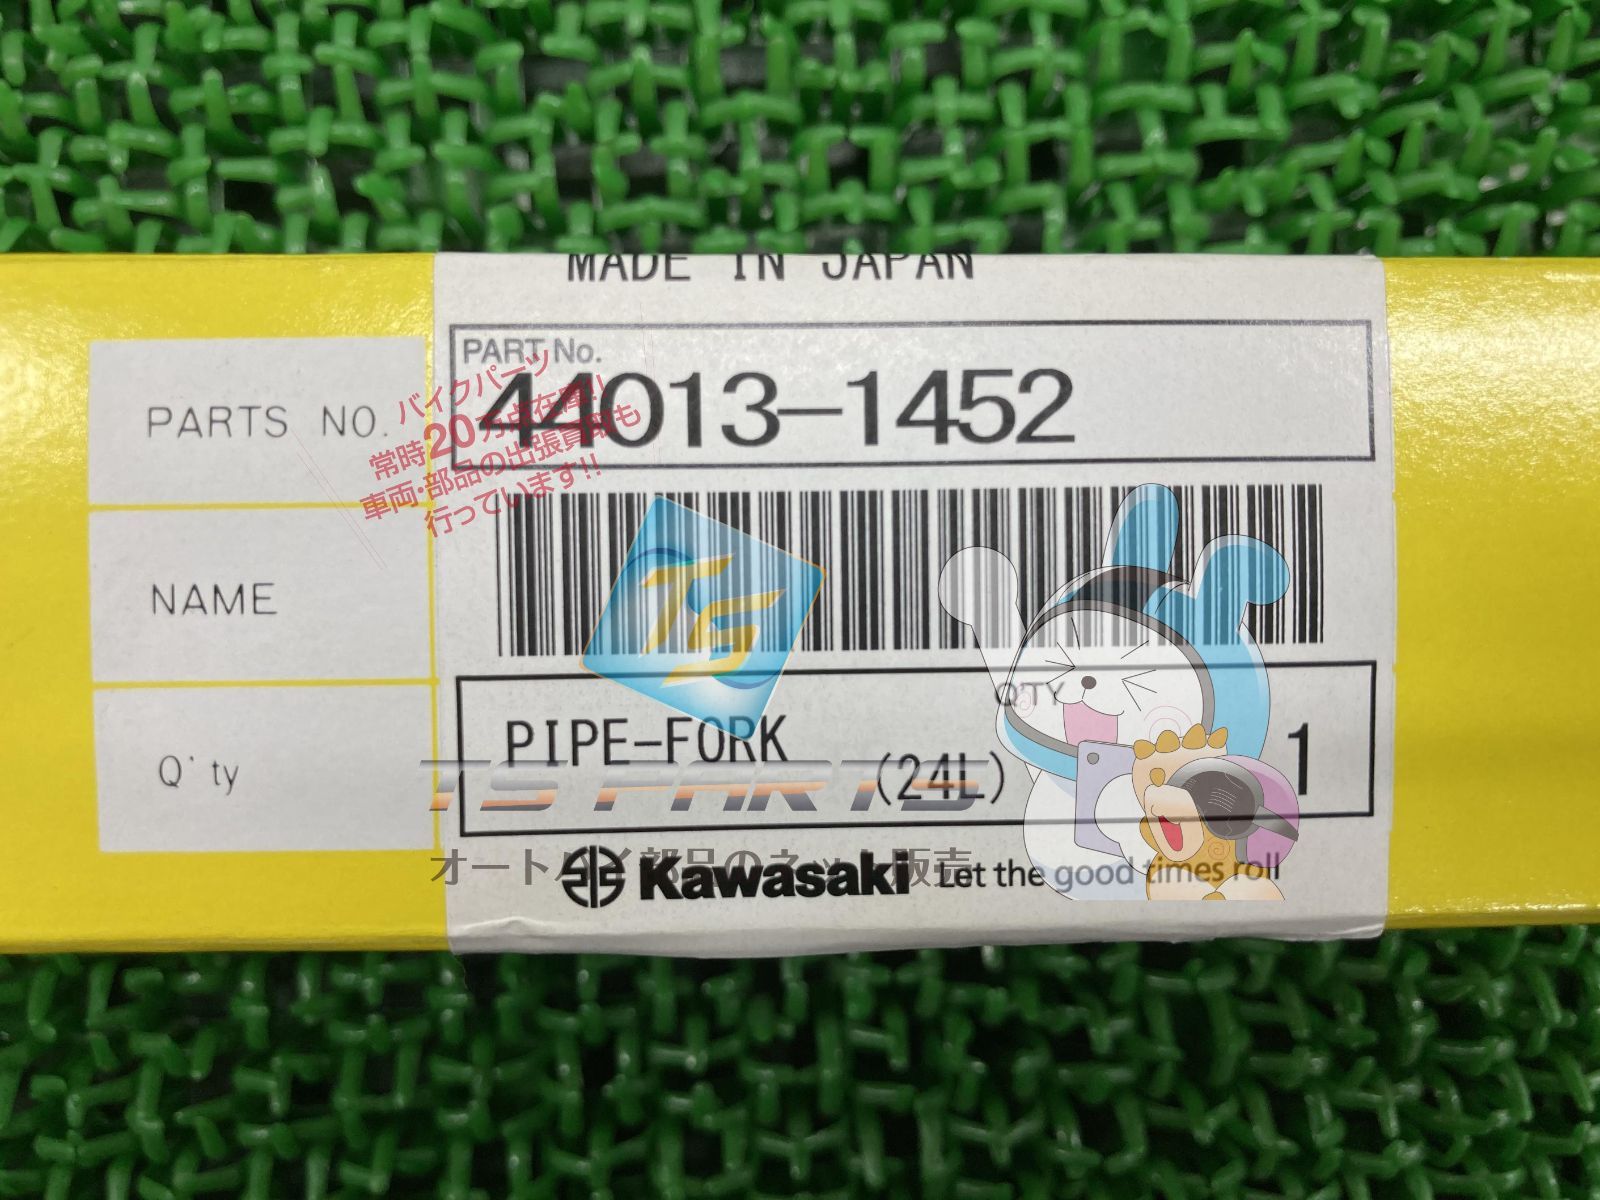 MADE IN JAPAN
PART No.
44013-1452
PARTS NO.
バイクパーツ
常時20万点在庫!!
車両・部品の出張買取も
行っています!!
NAME
TS
Q'TY
PIPE-FORK
(24L)
1
Q'ty
TS PARTS
オートバイ部品のネット販売
Kawasaki Let the good times roll